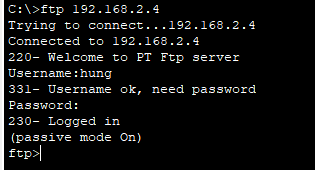 C:\>ftp 192.168.2.4
Trying to connect...192.168.2.4
Connected to 192.168.2.4
220- Welcome to PT Ftp server
Username:hung
331- Username ok, need password
Password:
230- Logged in
(passive mode On)
ftp>